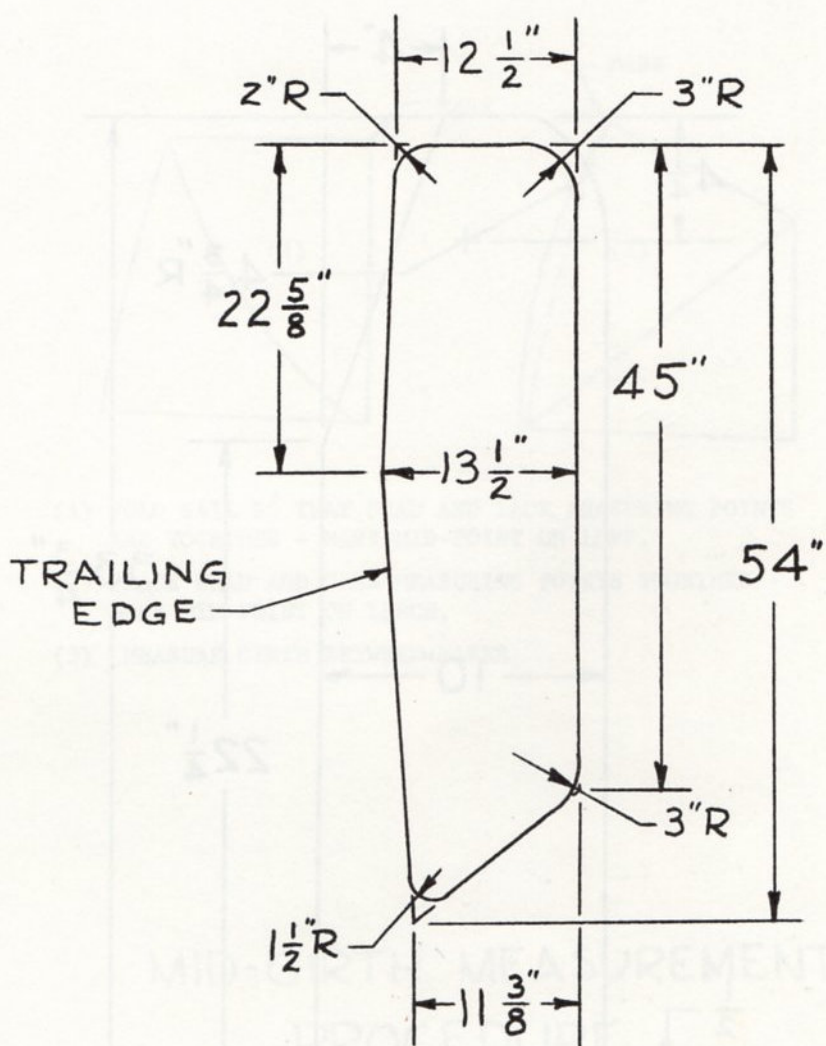 12 1/2"
2"R
3"R
22 5/8"
45"
13 1/2"
54"
TRAILING
EDGE
3"R
1 1/2"R
11 3/8"